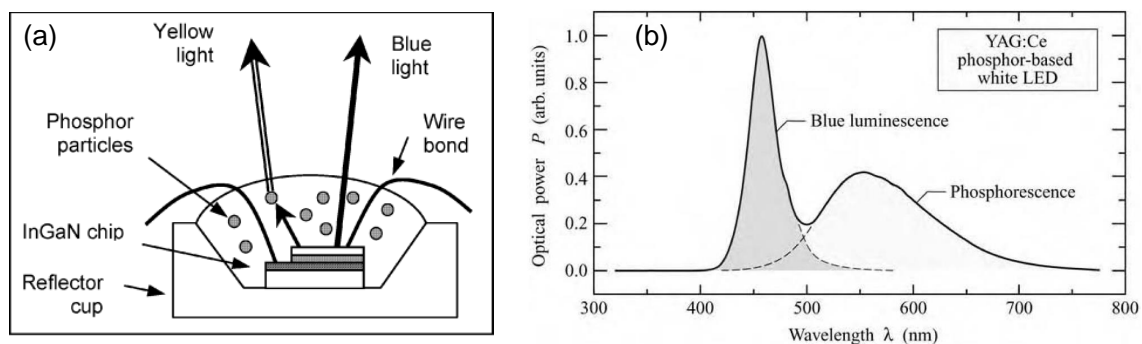 (a)
Yellow
light
Blue
light
Phosphor
particles
Wire
bond
InGaN chip
Reflector
cup
(b)
YAG:Ce
phosphor-based
white LED
Blue luminescence
Phosphorescence
Optical power P (arb. units)
1.0
0.8
0.6
0.4
0.2
0.0
300 400 500 600 700 800
Wavelength λ (nm)